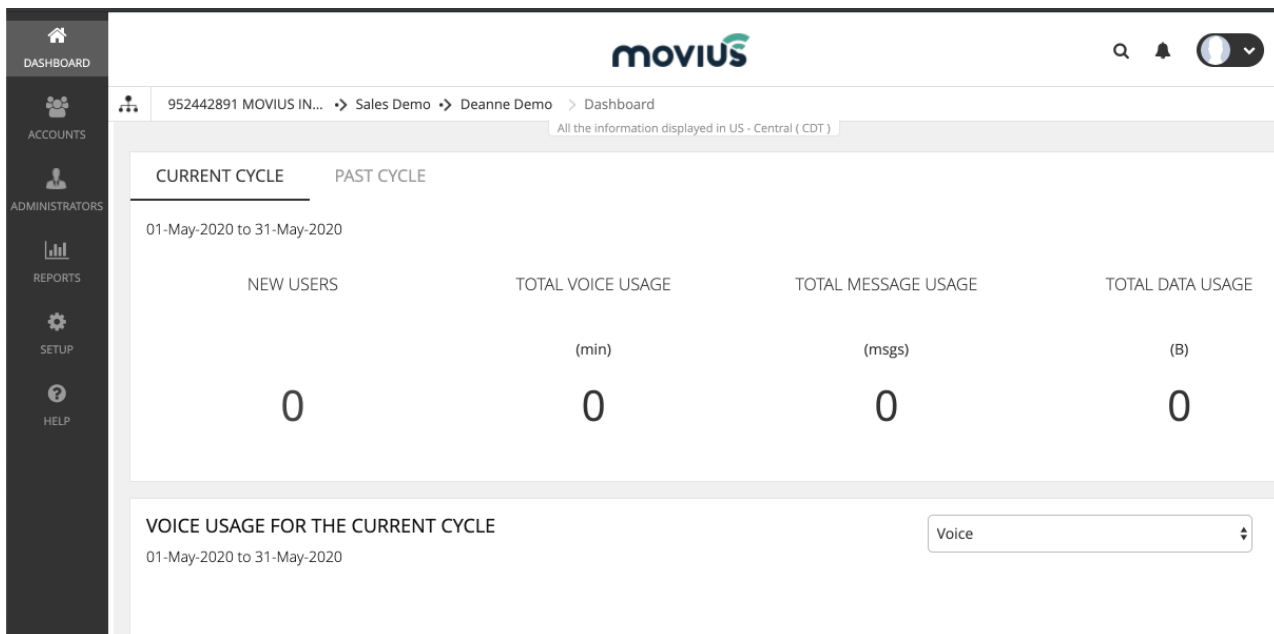 movius
DASHBOARD
ACCOUNTS
ADMINISTRATORS
REPORTS
SETUP
HELP
952442891 MOVIUS IN... Sales Demo Deanne Demo > Dashboard
All the information displayed in US - Central ( CDT )
CURRENT CYCLE PAST CYCLE
01-May-2020 to 31-May-2020
NEW USERS TOTAL VOICE USAGE TOTAL MESSAGE USAGE TOTAL DATA USAGE
(min) (msgs) (B)
0 0 0 0
VOICE USAGE FOR THE CURRENT CYCLE
Voice
01-May-2020 to 31-May-2020